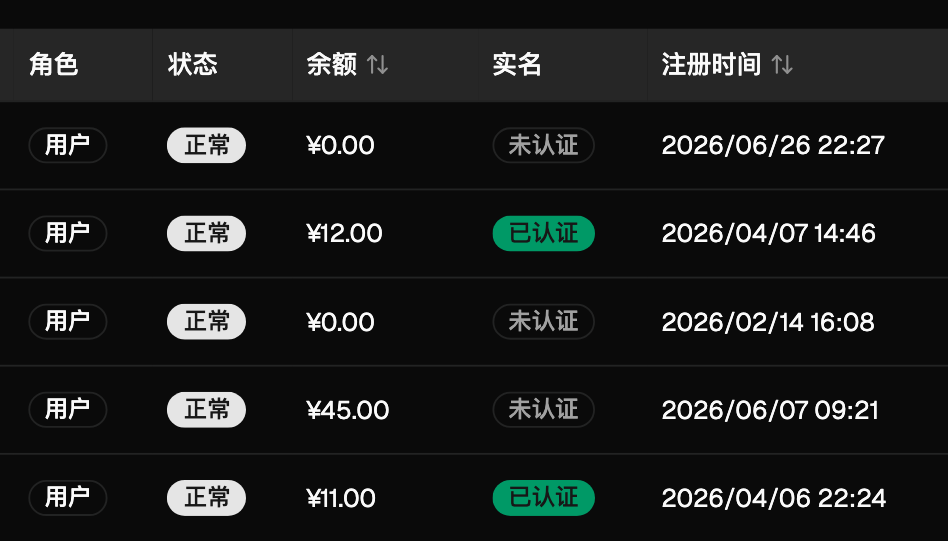 角色 状态 余额 实名 注册时间
用户 正常 ¥0.00 未认证 2026/06/26 22:27
用户 正常 ¥12.00 已认证 2026/04/07 14:46
用户 正常 ¥0.00 未认证 2026/02/14 16:08
用户 正常 ¥45.00 未认证 2026/06/07 09:21
用户 正常 ¥11.00 已认证 2026/04/06 22:24